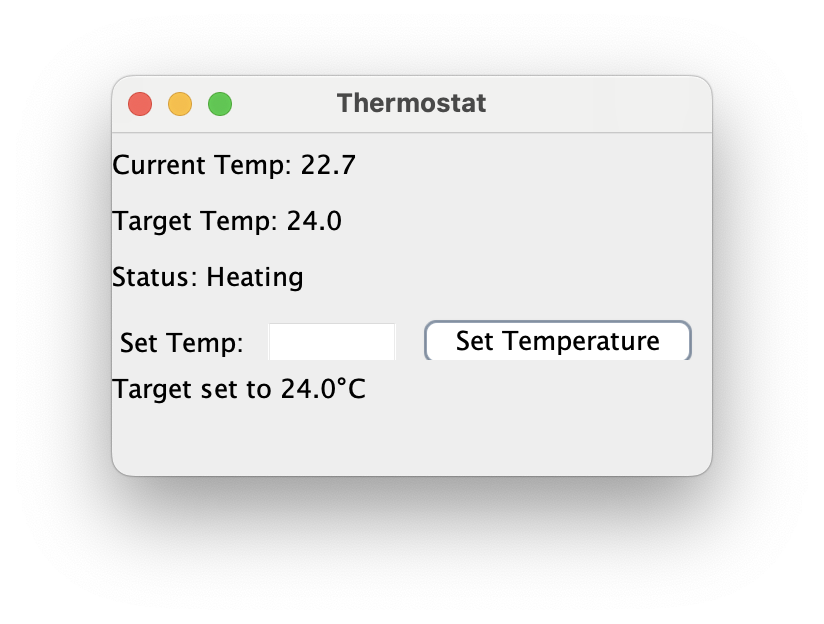 Thermostat
Current Temp: 22.7
Target Temp: 24.0
Status: Heating
Set Temp: Set Temperature
Target set to 24.0°C